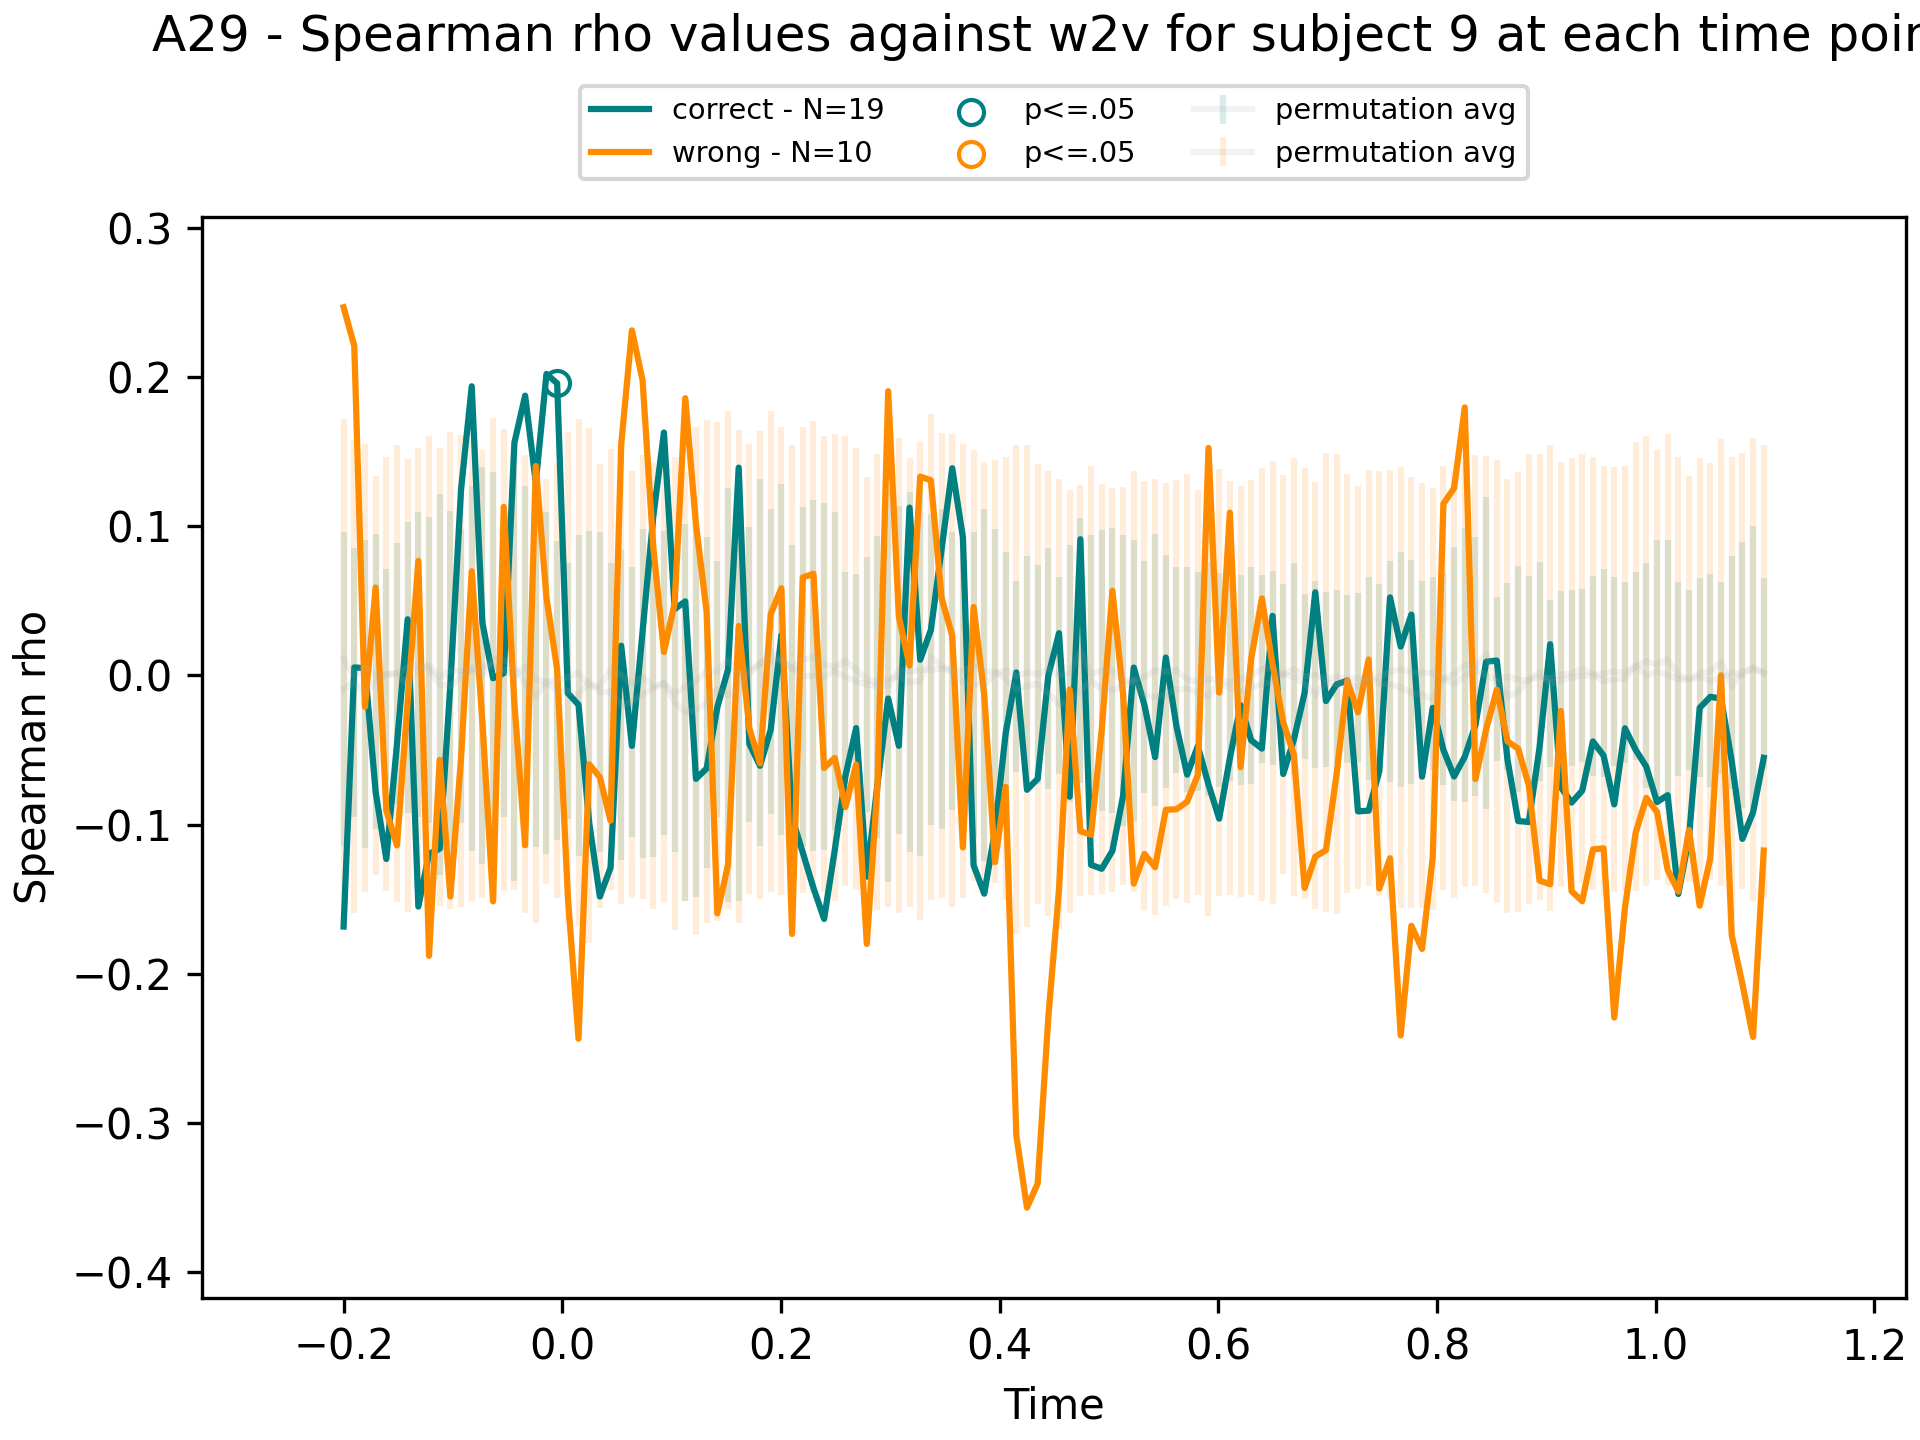 A29 - Spearman rho values against w2v for subject 9 at each time poin
correct - N=19
wrong - N=10
p<=.05
p<=.05
permutation avg
permutation avg
Spearman rho
0.3
0.2
0.1
0.0
−0.1
−0.2
−0.3
−0.4
−0.2 0.0 0.2 0.4 0.6 0.8 1.0 1.2
Time